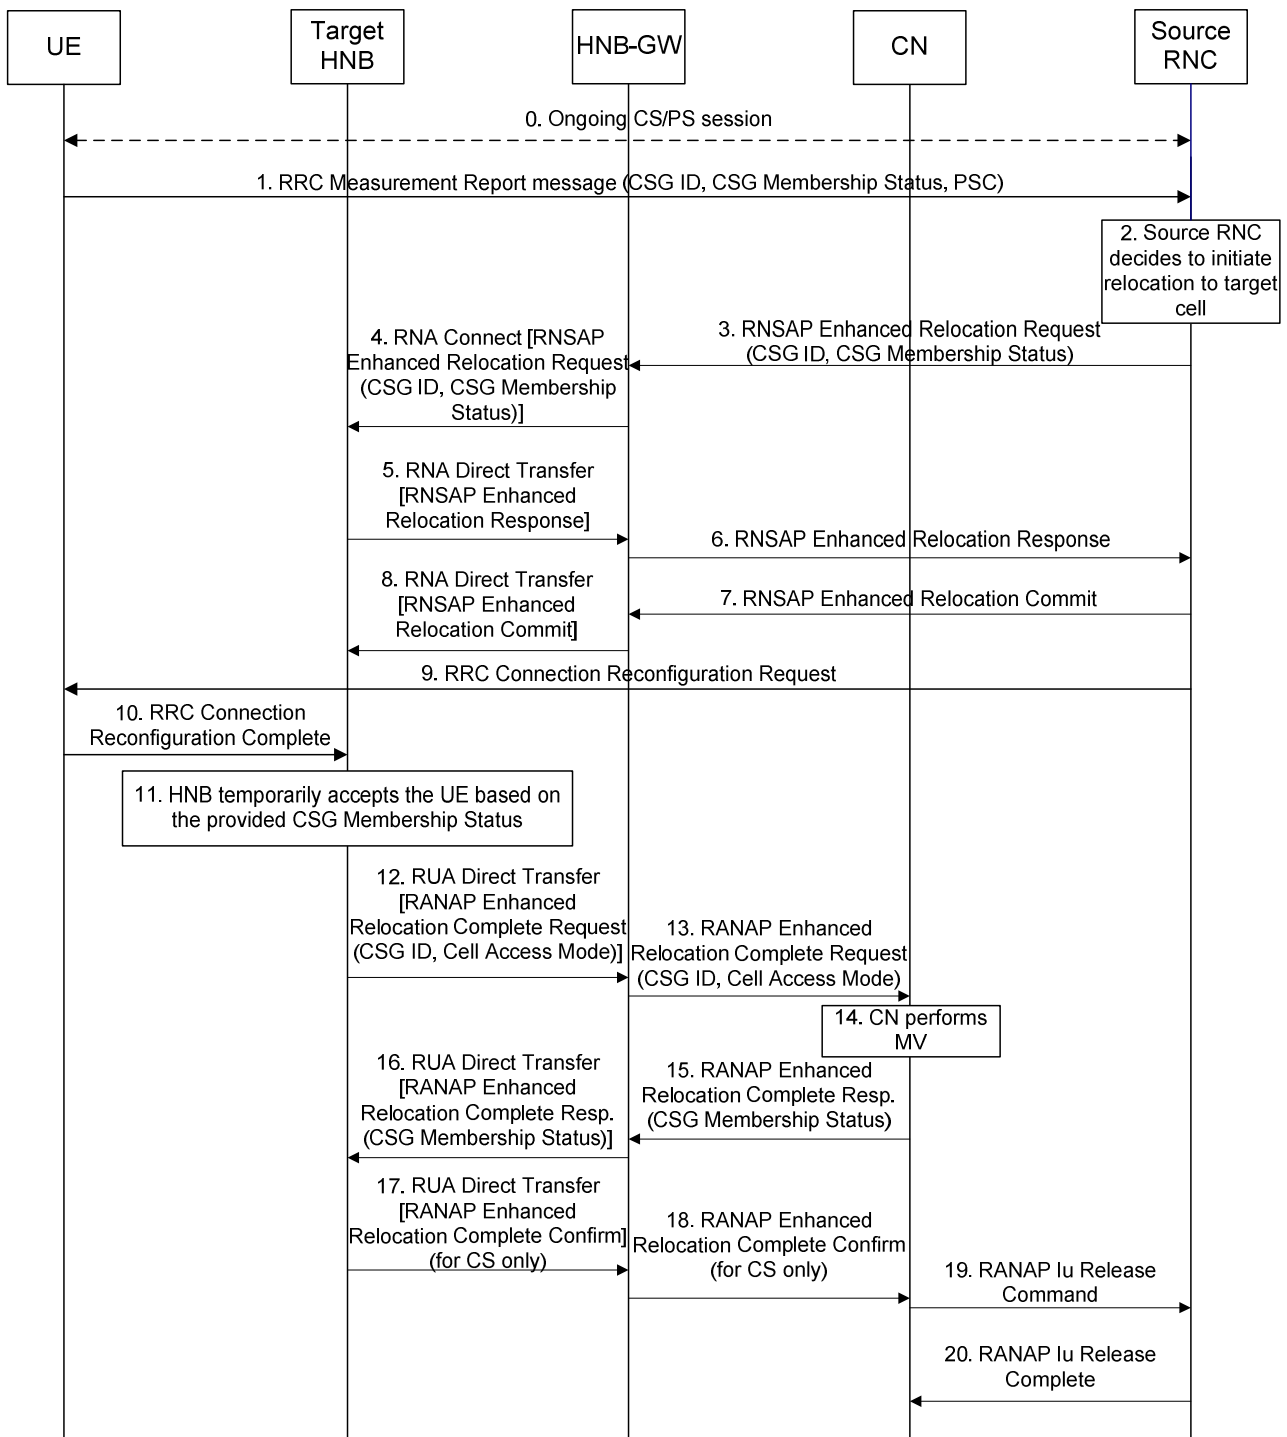 UE
Target
HNB
HNB-GW
CN
Source
RNC
0. Ongoing CS/PS session
1. RRC Measurement Report message (CSG ID, CSG Membership Status, PSC)
2. Source RNC
decides to initiate
relocation to target
cell
3. RNSAP Enhanced Relocation Request
(CSG ID, CSG Membership Status)
4. RNA Connect [RNSAP
Enhanced Relocation Request
(CSG ID, CSG Membership
Status)]
5. RNA Direct Transfer
[RNSAP Enhanced
Relocation Response]
6. RNSAP Enhanced Relocation Response
7. RNSAP Enhanced Relocation Commit
8. RNA Direct Transfer
[RNSAP Enhanced
Relocation Commit]
9. RRC Connection Reconfiguration Request
10. RRC Connection
Reconfiguration Complete
11. HNB temporarily accepts the UE based on
the provided CSG Membership Status
12. RUA Direct Transfer
[RANAP Enhanced
Relocation Complete Request
(CSG ID, Cell Access Mode)]
13. RANAP Enhanced
Relocation Complete Request
(CSG ID, Cell Access Mode)
14. CN performs
MV
15. RANAP Enhanced
Relocation Complete Resp.
(CSG Membership Status)
16. RUA Direct Transfer
[RANAP Enhanced
Relocation Complete Resp.
(CSG Membership Status)]
17. RUA Direct Transfer
[RANAP Enhanced
Relocation Complete Confirm]
(for CS only)
18. RANAP Enhanced
Relocation Complete Confirm
(for CS only)
19. RANAP Iu Release
Command
20. RANAP Iu Release
Complete